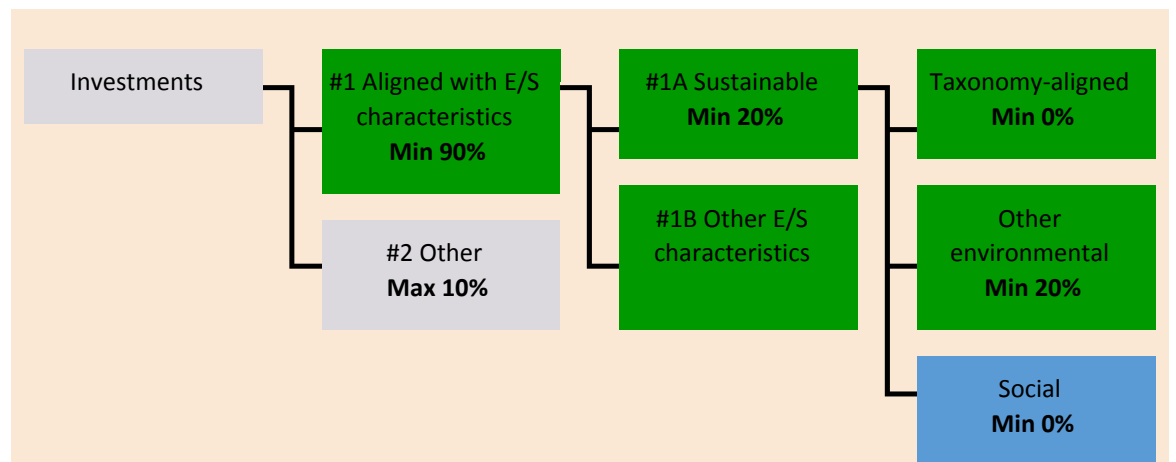 Investments
#1 Aligned with E/S
characteristics
Min 90%
#2 Other
Max 10%
#1A Sustainable
Min 20%
#1B Other E/S
characteristics
Taxonomy-aligned
Min 0%
Other
environmental
Min 20%
Social
Min 0%